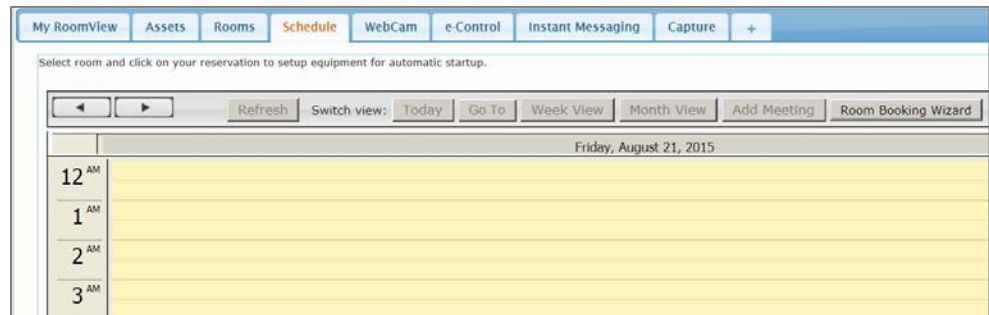 My RoomView Assets Rooms Schedule WebCam e-Control Instant Messaging Capture +
Select room and click on your reservation to setup equipment for automatic startup.
Refresh Switch view: Today Go To Week View Month View Add Meeting Room Booking Wizard
Friday, August 21, 2015
12 AM
1 AM
2 AM
3 AM